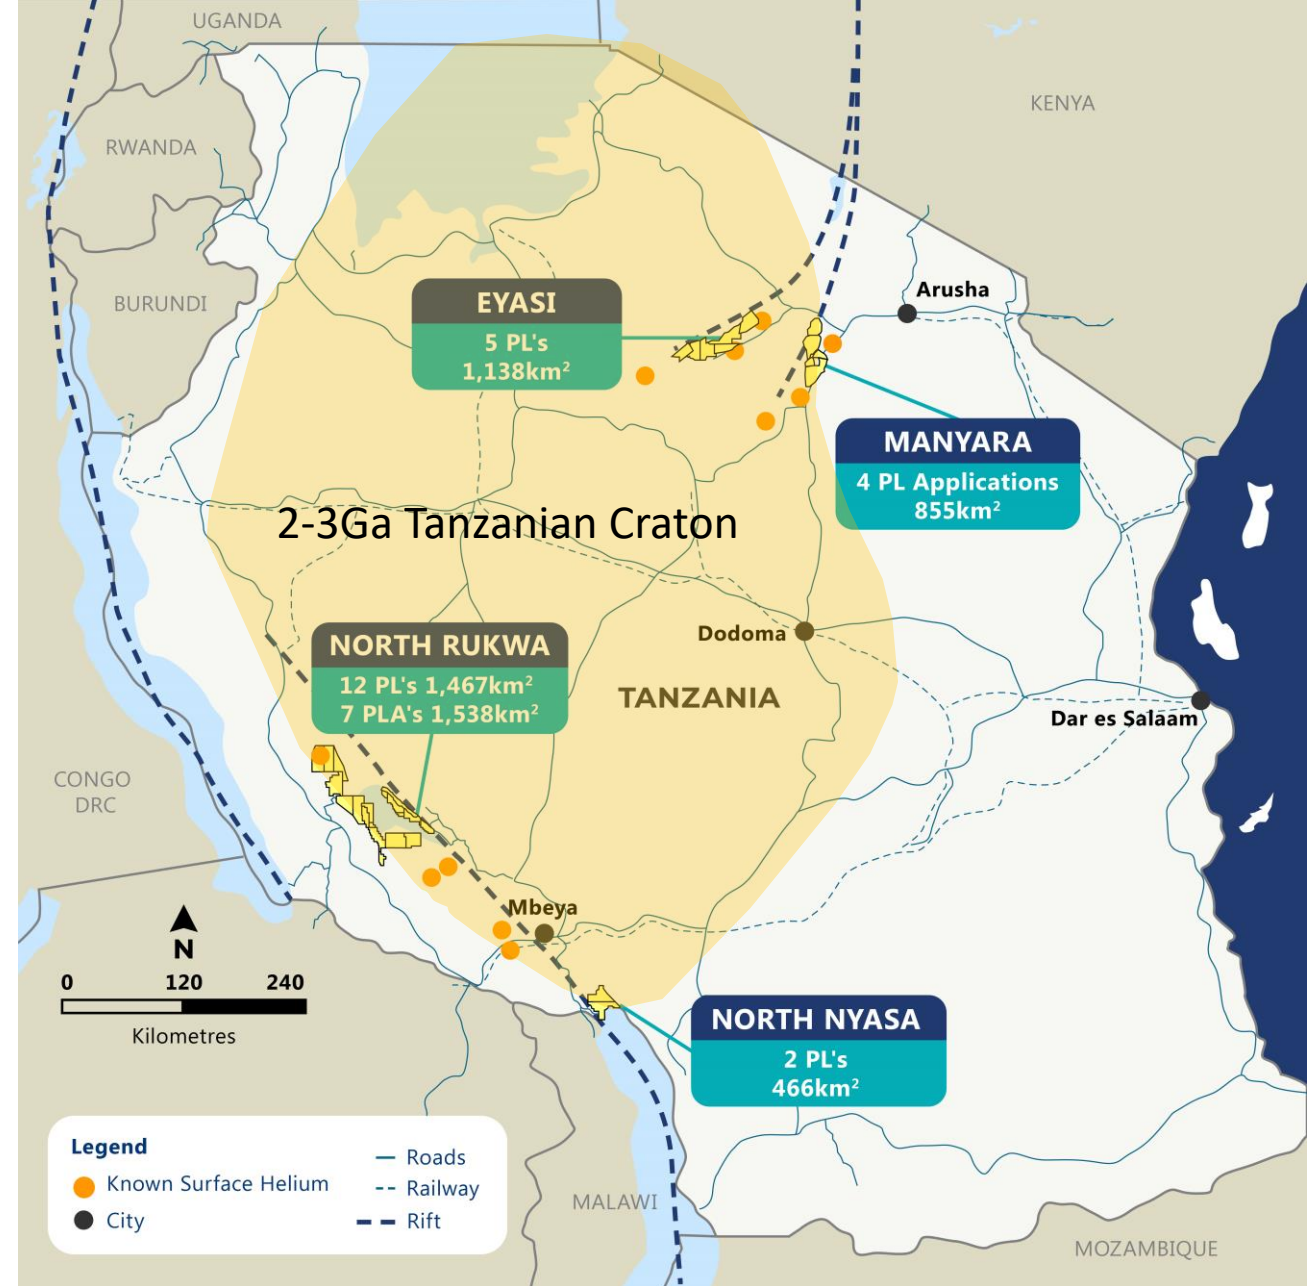 UGANDA
KENYA
RWANDA
BURUNDI
EYASI
5 PL's
1,138km²
Arusha
MANYARA
4 PL Applications
855km²
2-3Ga Tanzanian Craton
NORTH RUKWA
12 PL's 1,467km²
7 PLA's 1,538km²
Dodoma
TANZANIA
Dar es Salaam
CONGO
DRC
Mbeya
N
0 120 240
Kilometres
NORTH NYASA
2 PL's
466km²
Legend
Known Surface Helium
City
Roads
Railway
Rift
MALAWI
MOZAMBIQUE